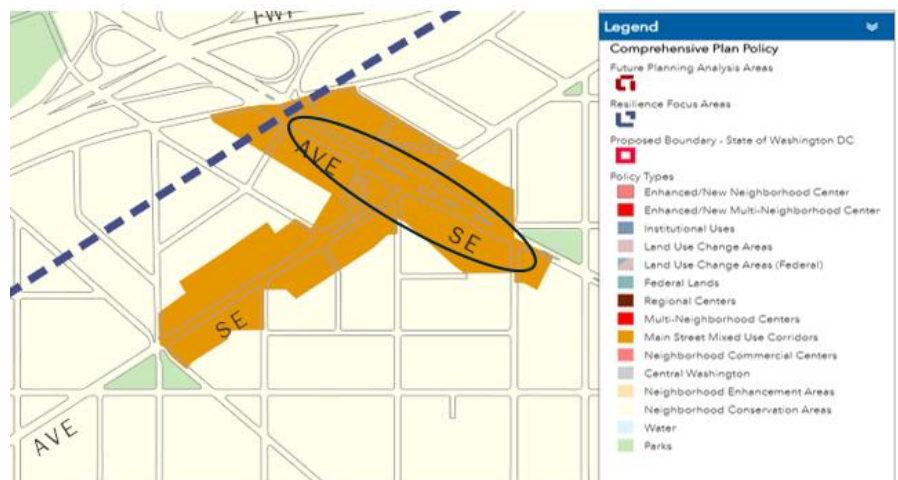 FWY
AVE
SE
SE
AVE
Legend
Comprehensive Plan Policy
Future Planning Analysis Areas
Resilience Focus Areas
Proposed Boundary - State of Washington DC
Policy Types
Enhanced/New Neighborhood Center
Enhanced/New Multi-Neighborhood Center
Institutional Uses
Land Use Change Areas
Land Use Change Areas (Federal)
Federal Lands
Regional Centers
Multi-Neighborhood Centers
Main Street Mixed Use Corridors
Neighborhood Commercial Centers
Central Washington
Neighborhood Enhancement Areas
Neighborhood Conservation Areas
Water
Parks